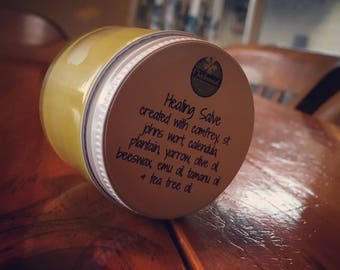 Healing Salve
created with comfrey, st
johns wort, calendula,
plantain, yarrow, olive oil,
beeswax, emu oil, tamanu oil
+ tea tree oil